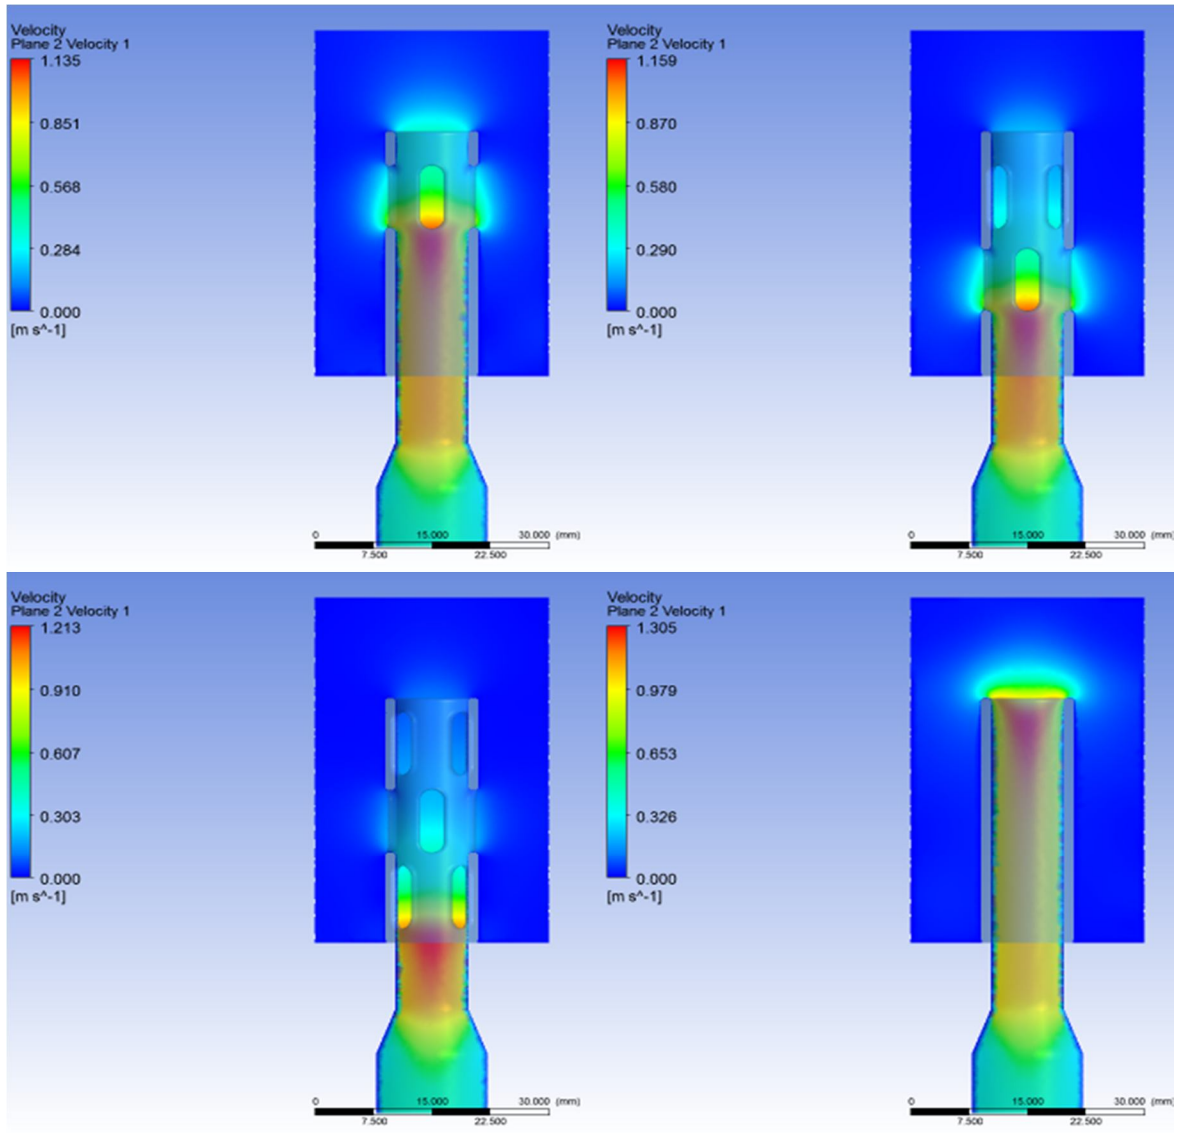 Velocity
Plane 2 Velocity 1
1.135
0.851
0.568
0.284
0.000
[m s^-1]
0 15.000 30.000 (mm)
7.500 22.500
Velocity
Plane 2 Velocity 1
1.159
0.870
0.580
0.290
0.000
[m s^-1]
0 15.000 30.000 (mm)
7.500 22.500
Velocity
Plane 2 Velocity 1
1.213
0.910
0.607
0.303
0.000
[m s^-1]
0 15.000 30.000 (mm)
7.500 22.500
Velocity
Plane 2 Velocity 1
1.305
0.979
0.653
0.326
0.000
[m s^-1]
0 15.000 30.000 (mm)
7.500 22.500